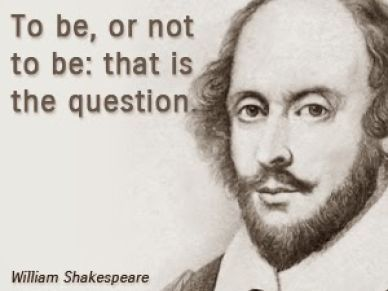 To be, or not
to be: that is
the question.
William Shakespeare